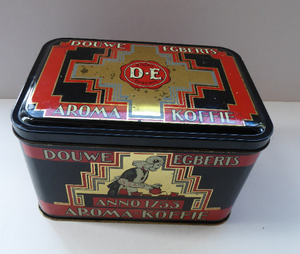 DOUWE EGBERTS
D·E
AROMA KOFFIE
DOUWE EGBERTS
ANNO 1753
AROMA KOFFIE